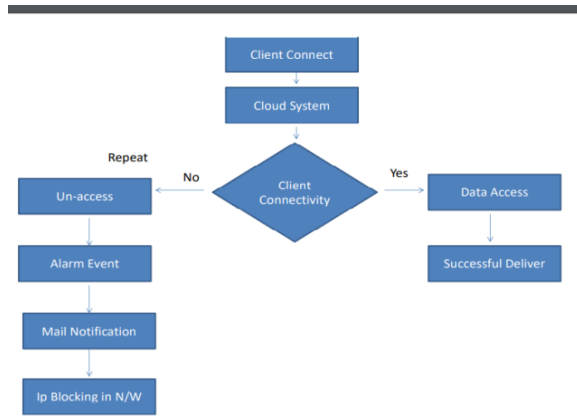 Client Connect
Cloud System
Repeat
No
Client
Connectivity
Yes
Un-access
Data Access
Alarm Event
Successful Deliver
Mail Notification
Ip Blocking in N/W